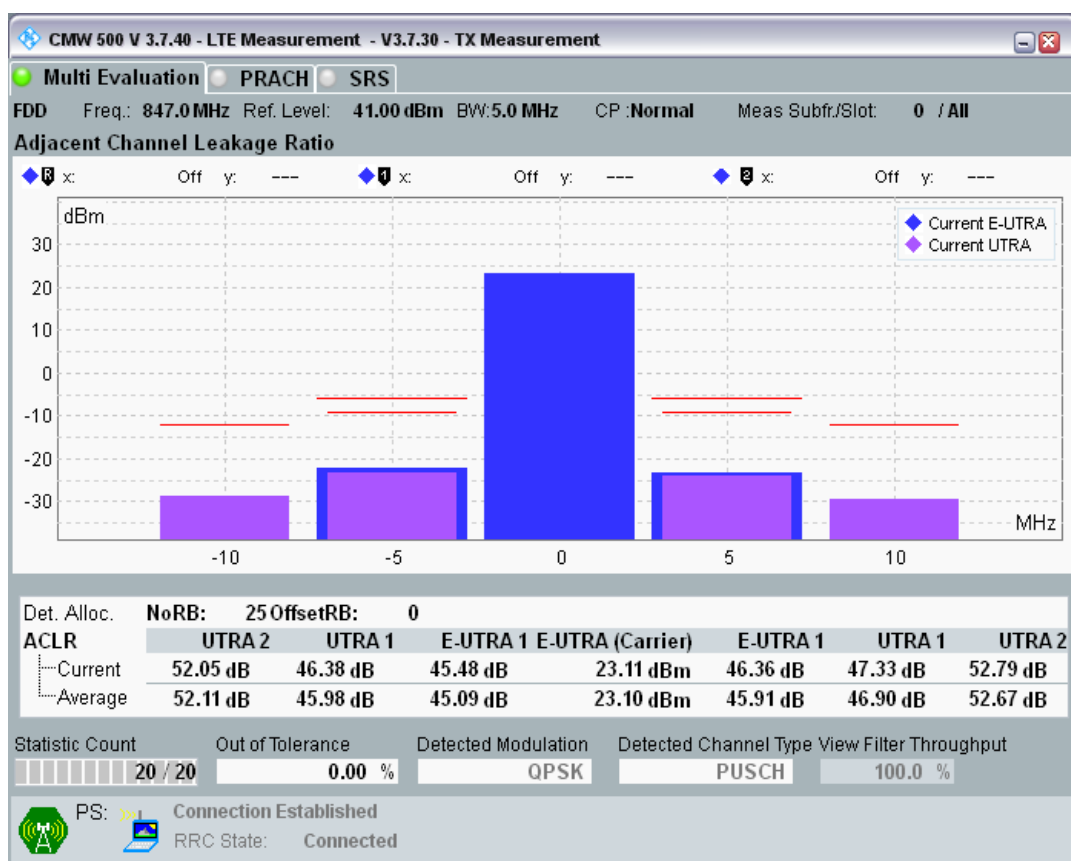 CMW 500 V 3.7.40 - LTE Measurement - V3.7.30 - TX Measurement
Multi Evaluation PRACH SRS
FDD Freq.: 847.0 MHz Ref. Level: 41.00 dBm BW:5.0 MHz CP :Normal Meas Subfr./Slot: 0 / All
Adjacent Channel Leakage Ratio
R x: Off y: --- 1 x: Off y: --- 2 x: Off y: ---
dBm
Current E-UTRA
Current UTRA
30
20
10
0
-10
-20
-30
MHz
-10 -5 0 5 10
Det. Alloc. NoRB: 25 OffsetRB: 0
ACLR UTRA 2 UTRA 1 E-UTRA 1 E-UTRA (Carrier) E-UTRA 1 UTRA 1 UTRA 2
Current 52.05 dB 46.38 dB 45.48 dB 23.11 dBm 46.36 dB 47.33 dB 52.79 dB
Average 52.11 dB 45.98 dB 45.09 dB 23.10 dBm 45.91 dB 46.90 dB 52.67 dB
Statistic Count Out of Tolerance Detected Modulation Detected Channel Type View Filter Throughput
20 / 20 0.00 % QPSK PUSCH 100.0 %
PS: Connection Established
RRC State: Connected